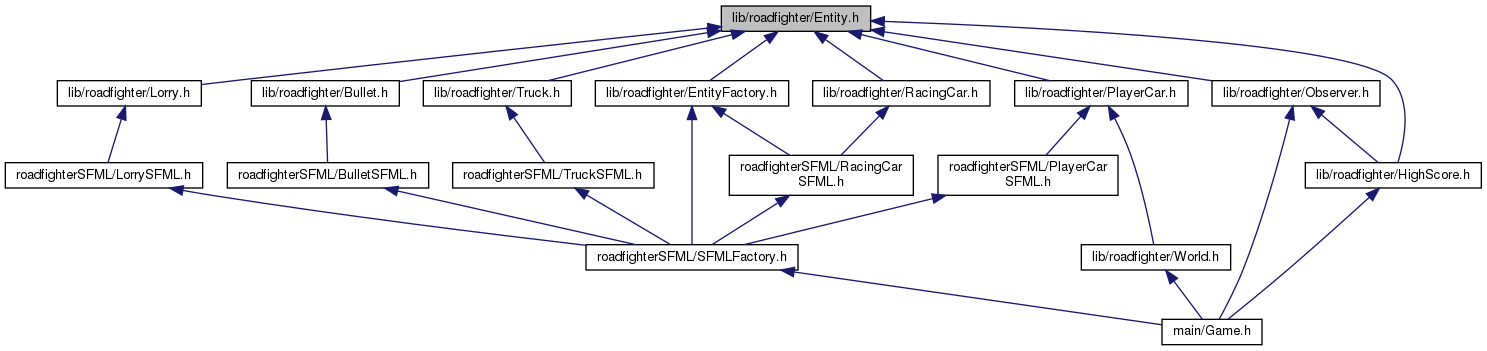 lib/roadfighter/Entity.h
lib/roadfighter/Lorry.h
lib/roadfighter/Bullet.h
lib/roadfighter/Truck.h
lib/roadfighter/EntityFactory.h
lib/roadfighter/RacingCar.h
lib/roadfighter/PlayerCar.h
lib/roadfighter/Observer.h
roadfighterSFML/LorrySFML.h
roadfighterSFML/BulletSFML.h
roadfighterSFML/TruckSFML.h
roadfighterSFML/RacingCar
SFML.h
roadfighterSFML/PlayerCar
SFML.h
lib/roadfighter/HighScore.h
roadfighterSFML/SFMLFactory.h
lib/roadfighter/World.h
main/Game.h